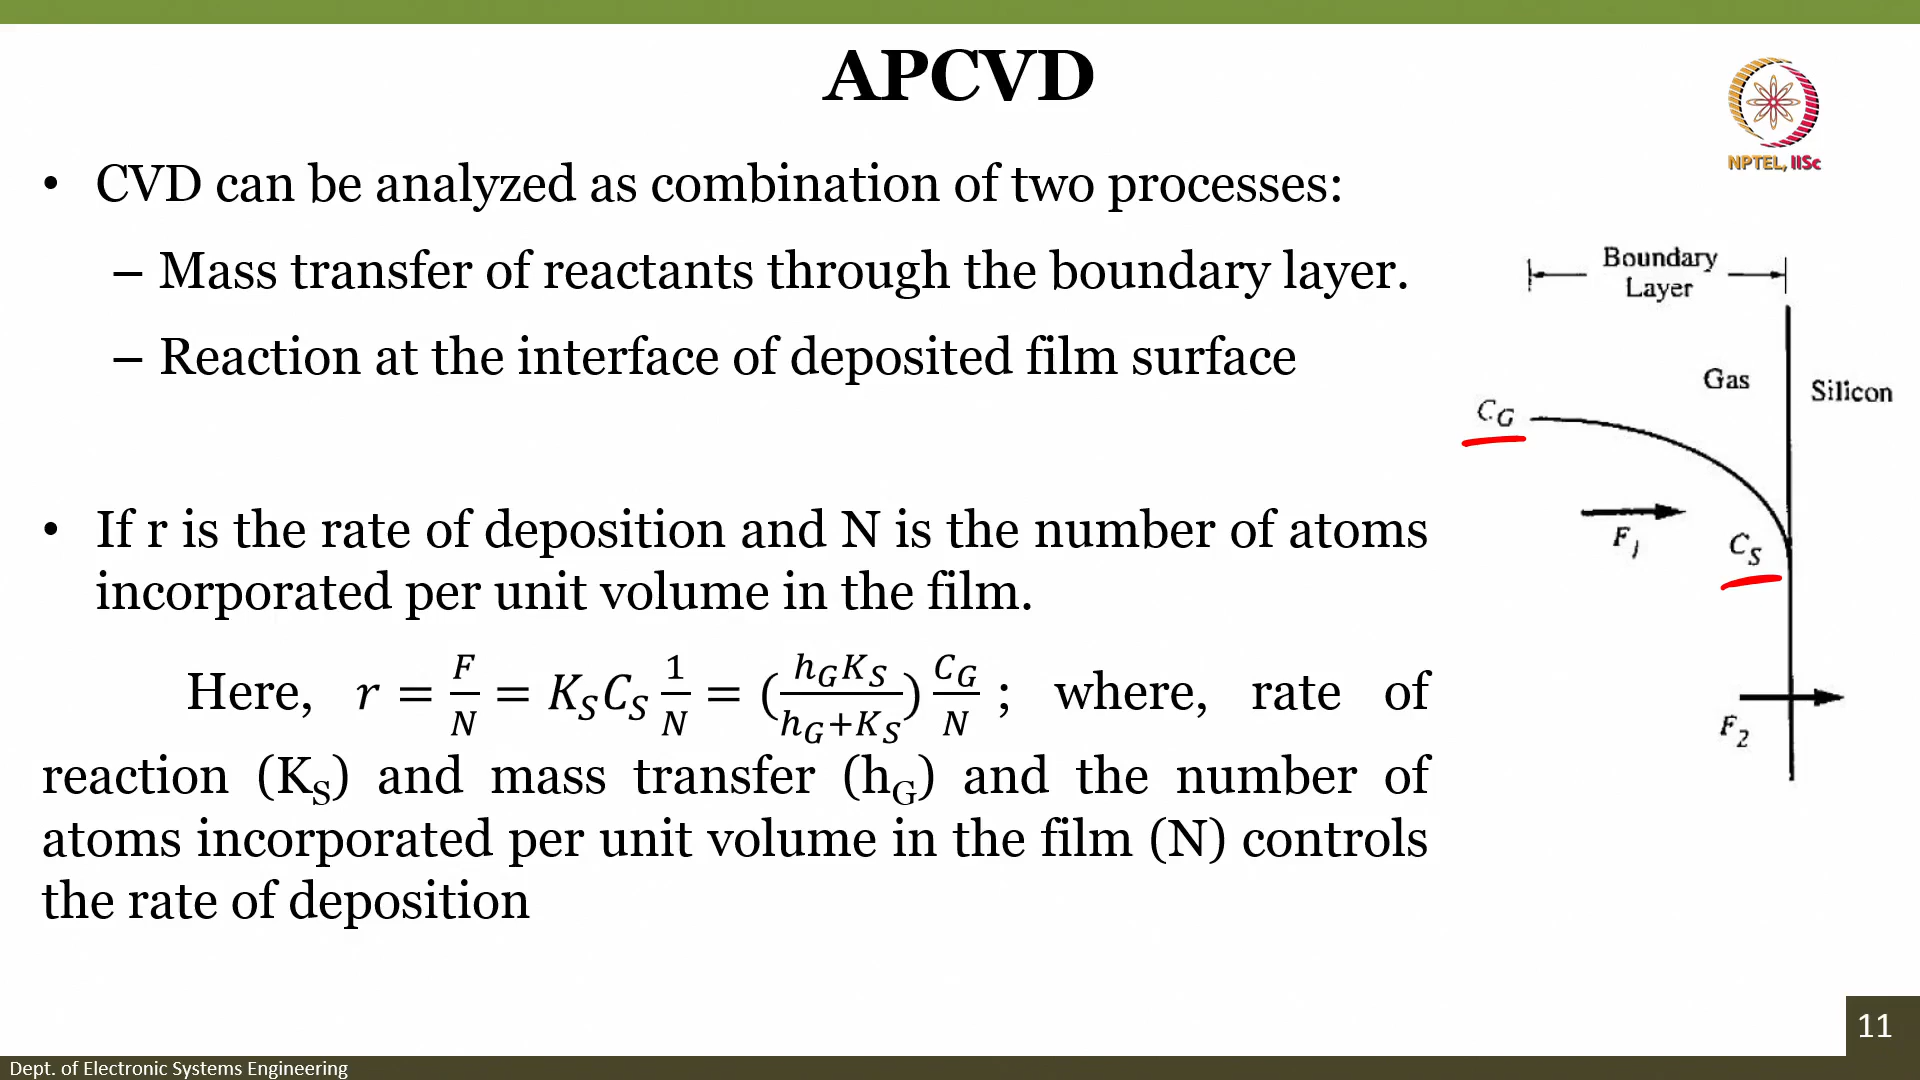 APCVD
NPTEL, IISc
• CVD can be analyzed as combination of two processes:
– Mass transfer of reactants through the boundary layer.
– Reaction at the interface of deposited film surface
• If r is the rate of deposition and N is the number of atoms
incorporated per unit volume in the film.
Here, r = F/N = K_S C_S 1/N = (h_G K_S / h_G+K_S) C_G/N ; where, rate of
reaction (K_S) and mass transfer (h_G) and the number of
atoms incorporated per unit volume in the film (N) controls
the rate of deposition
Boundary
Layer
Gas
Silicon
C_G
F_1
C_S
F_2
11
Dept. of Electronic Systems Engineering